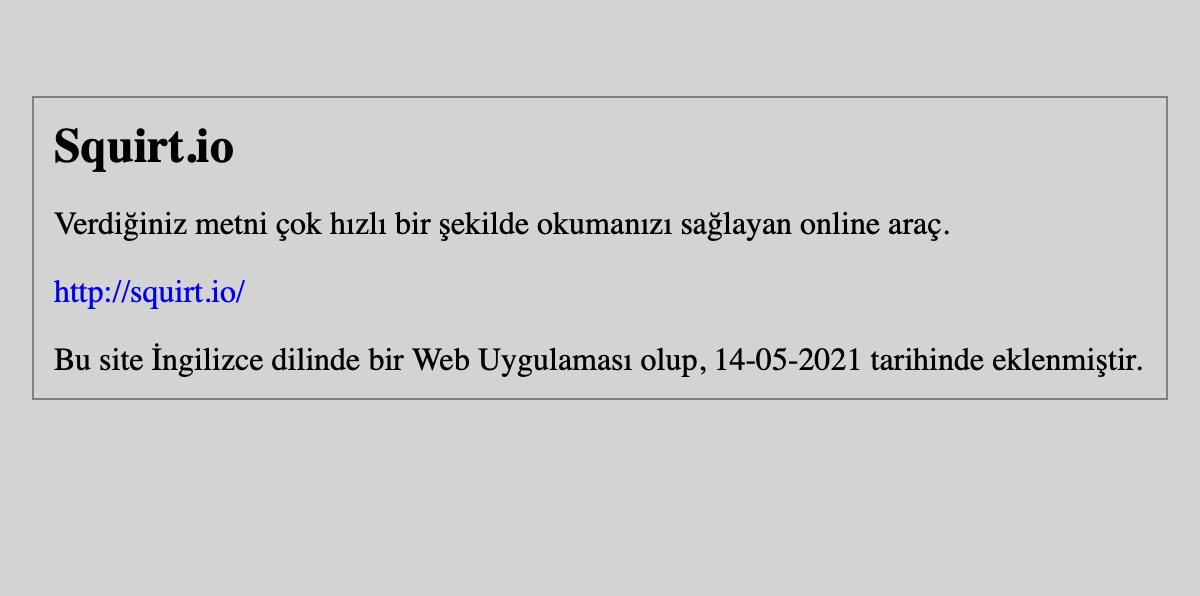 Squirt.io
Verdiğiniz metni çok hızlı bir şekilde okumanızı sağlayan online araç.
http://squirt.io/
Bu site İngilizce dilinde bir Web Uygulaması olup, 14-05-2021 tarihinde eklenmiştir.